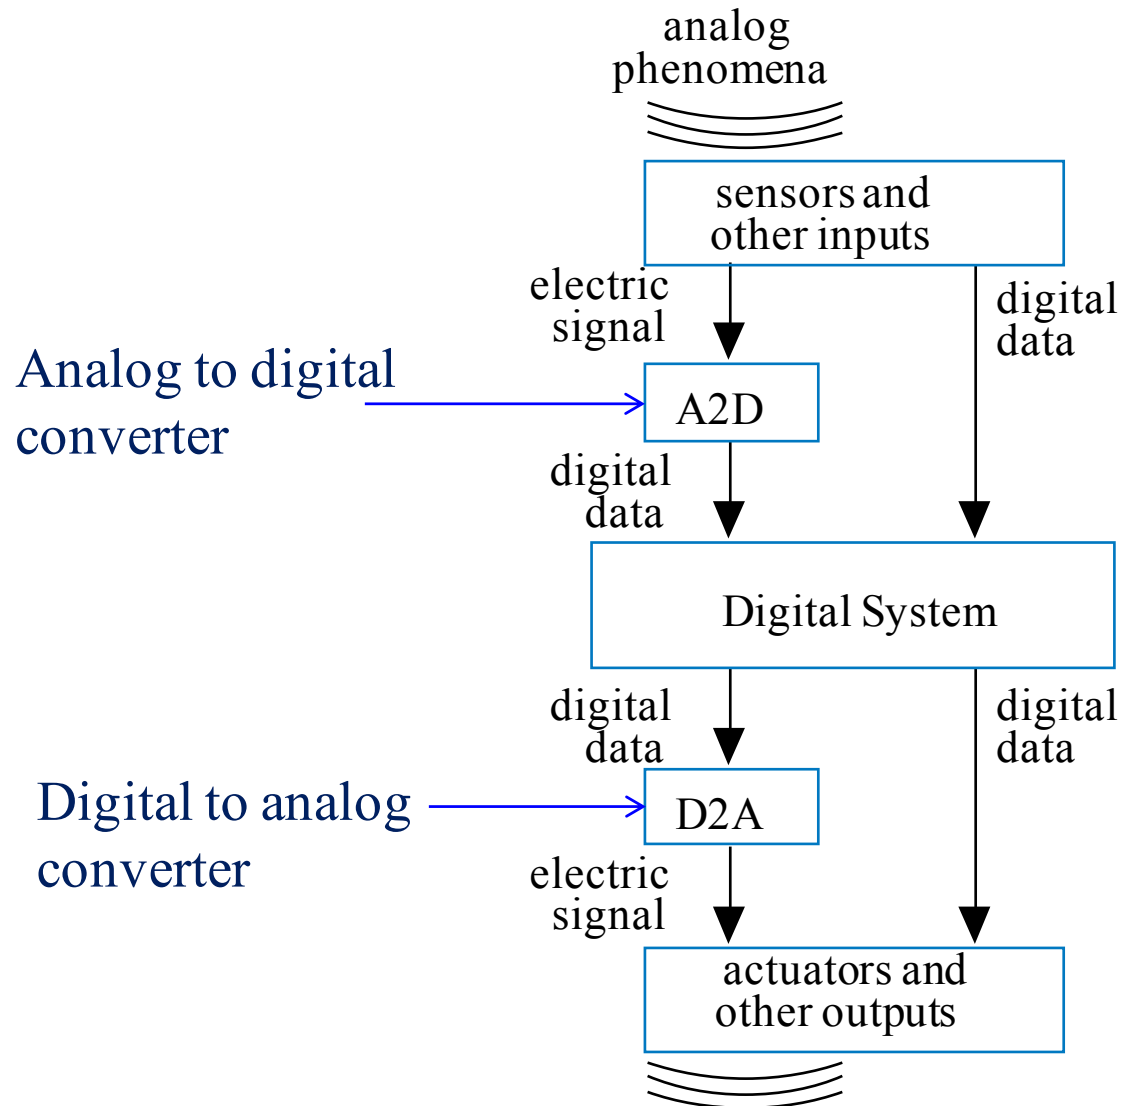 analog
phenomena
sensors and
other inputs
electric
signal
digital
data
Analog to digital
converter
A2D
digital
data
Digital System
digital
data
digital
data
Digital to analog
converter
D2A
electric
signal
actuators and
other outputs